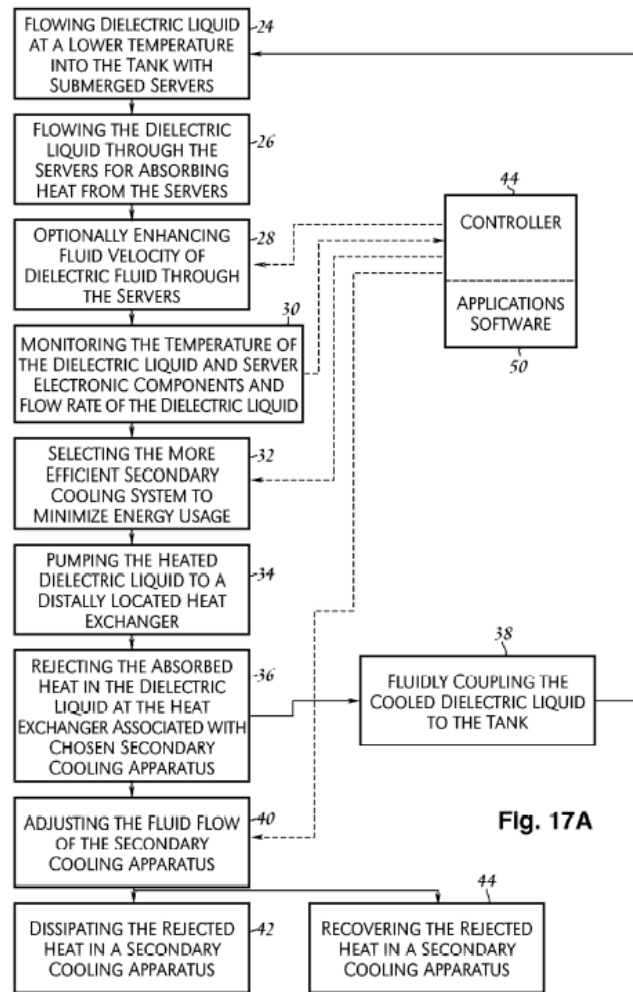 FLOWING DIELECTRIC LIQUID
AT A LOWER TEMPERATURE
INTO THE TANK WITH
SUBMERGED SERVERS
24
FLOWING THE DIELECTRIC
LIQUID THROUGH THE
SERVERS FOR ABSORBING
HEAT FROM THE SERVERS
26
OPTIONALLY ENHANCING
FLUID VELOCITY OF
DIELECTRIC FLUID THROUGH
THE SERVERS
28
44
CONTROLLER
APPLICATIONS
SOFTWARE
50
30
MONITORING THE TEMPERATURE OF
THE DIELECTRIC LIQUID AND SERVER
ELECTRONIC COMPONENTS AND
FLOW RATE OF THE DIELECTRIC LIQUID
SELECTING THE MORE
EFFICIENT SECONDARY
COOLING SYSTEM TO
MINIMIZE ENERGY USAGE
32
PUMPING THE HEATED
DIELECTRIC LIQUID TO A
DISTALLY LOCATED HEAT
EXCHANGER
34
REJECTING THE ABSORBED
HEAT IN THE DIELECTRIC
LIQUID AT THE HEAT
EXCHANGER ASSOCIATED WITH
CHOSEN SECONDARY
COOLING APPARATUS
36
38
FLUIDLY COUPLING THE
COOLED DIELECTRIC LIQUID
TO THE TANK
ADJUSTING THE FLUID FLOW
OF THE SECONDARY
COOLING APPARATUS
40
Fig. 17A
DISSIPATING THE REJECTED
HEAT IN A SECONDARY
COOLING APPARATUS
42
44
RECOVERING THE REJECTED
HEAT IN A SECONDARY
COOLING APPARATUS